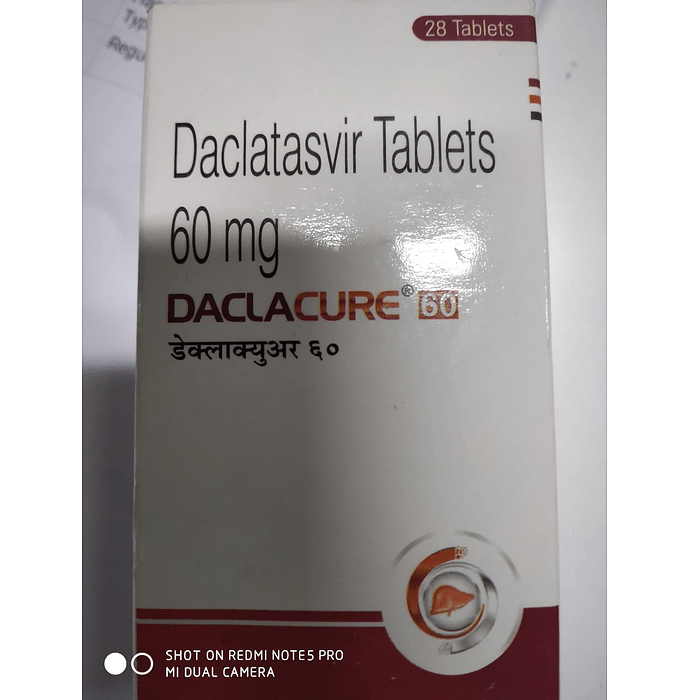 28 Tablets
Daclatasvir Tablets
60 mg
DACLACURE® 60
डेक्लाक्युअर ६०
SHOT ON REDMI NOTE5 PRO
MI DUAL CAMERA